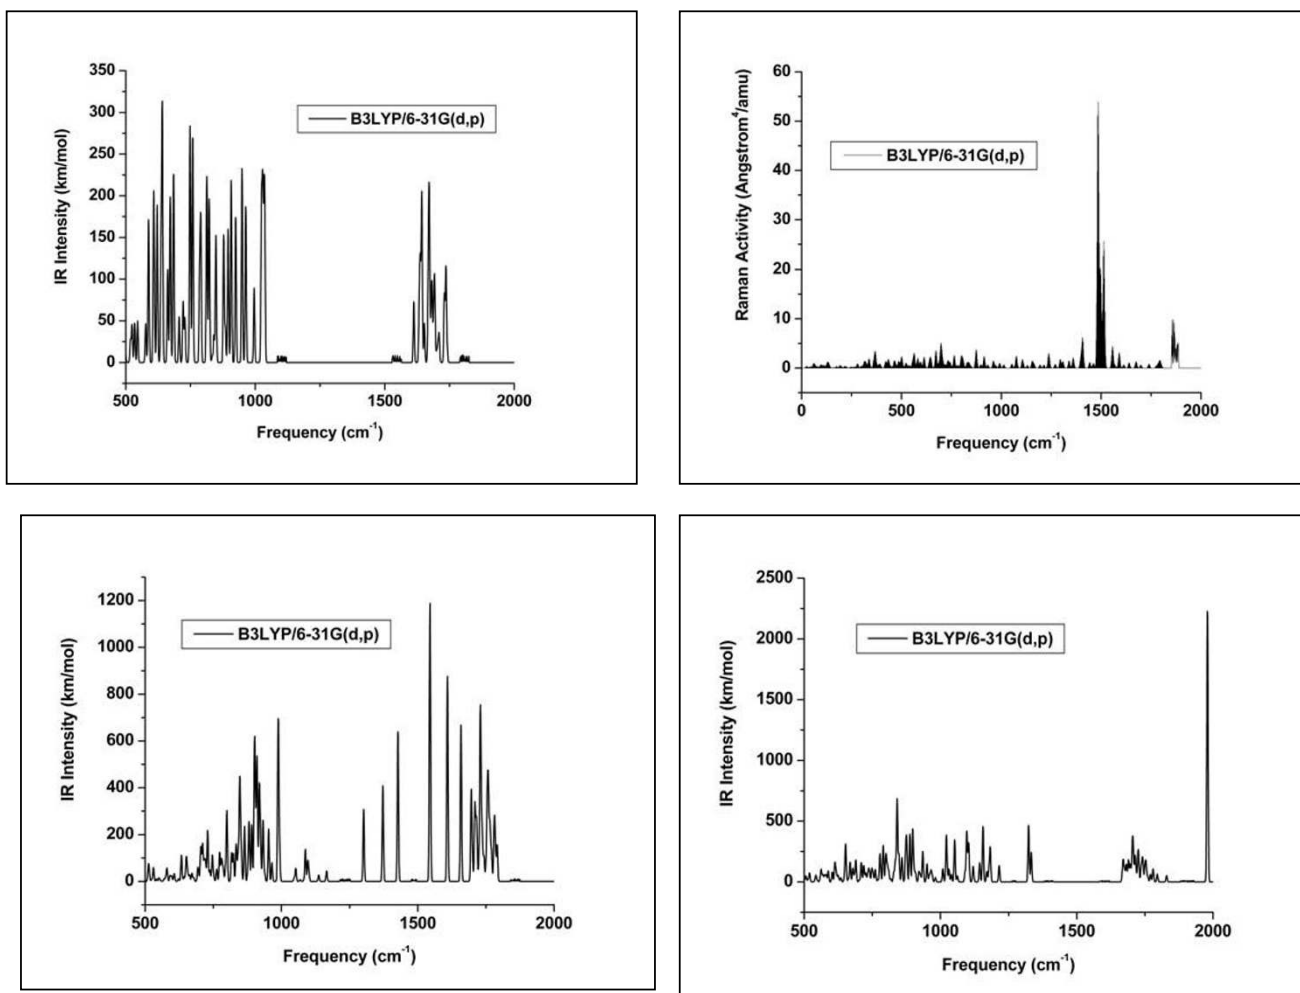 350
300
250
200
150
100
50
0
IR Intensity (km/mol)
B3LYP/6-31G(d,p)
500 1000 1500 2000
Frequency (cm⁻¹)
60
50
40
30
20
10
0
Raman Activity (Angstrom⁴/amu)
B3LYP/6-31G(d,p)
0 500 1000 1500 2000
Frequency (cm⁻¹)
1200
1000
800
600
400
200
0
IR Intensity (km/mol)
B3LYP/6-31G(d,p)
500 1000 1500 2000
Frequency (cm⁻¹)
2500
2000
1500
1000
500
0
IR Intensity (km/mol)
B3LYP/6-31G(d,p)
500 1000 1500 2000
Frequency (cm⁻¹)